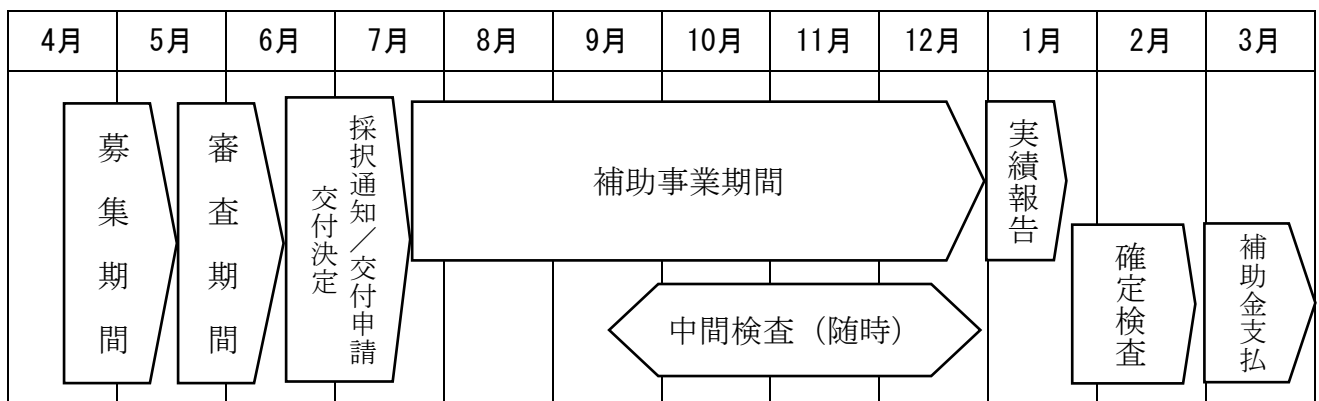 4月 5月 6月 7月 8月 9月 10月 11月 12月 1月 2月 3月
募集期間
審査期間
採択通知／交付申請
交付決定
補助事業期間
中間検査（随時）
実績報告
確定検査
補助金支払